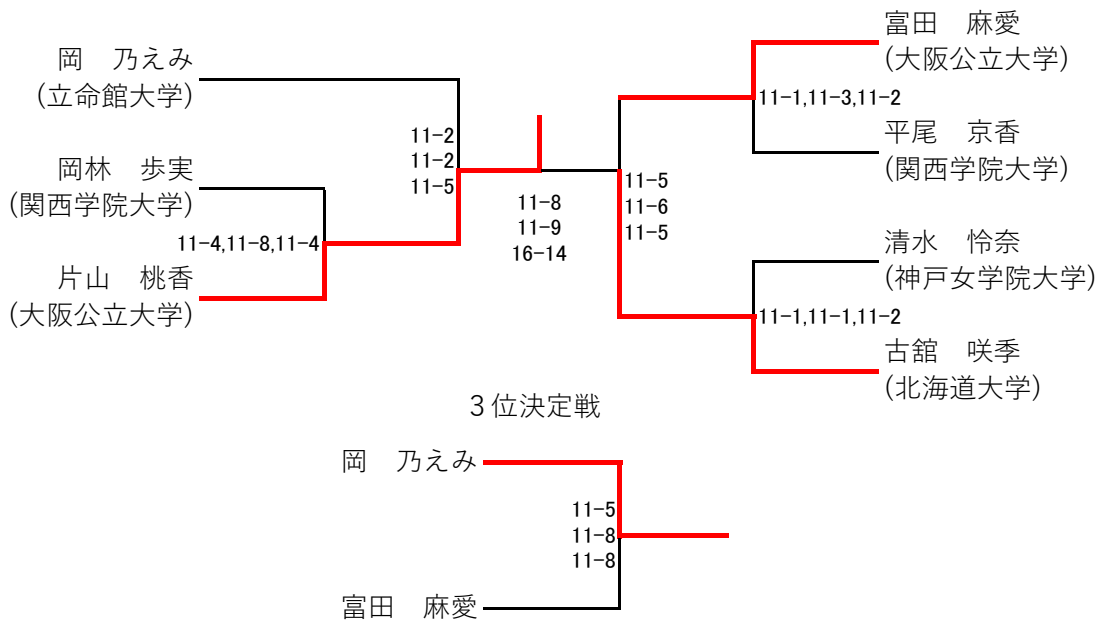 岡　乃えみ
(立命館大学)
岡林　歩実
(関西学院大学)
11-4,11-8,11-4
片山　桃香
(大阪公立大学)
11-2
11-2
11-5
11-8
11-9
16-14
富田　麻愛
(大阪公立大学)
11-1,11-3,11-2
平尾　京香
(関西学院大学)
11-5
11-6
11-5
清水　怜奈
(神戸女学院大学)
11-1,11-1,11-2
古舘　咲季
(北海道大学)
３位決定戦
岡　乃えみ
11-5
11-8
11-8
富田　麻愛